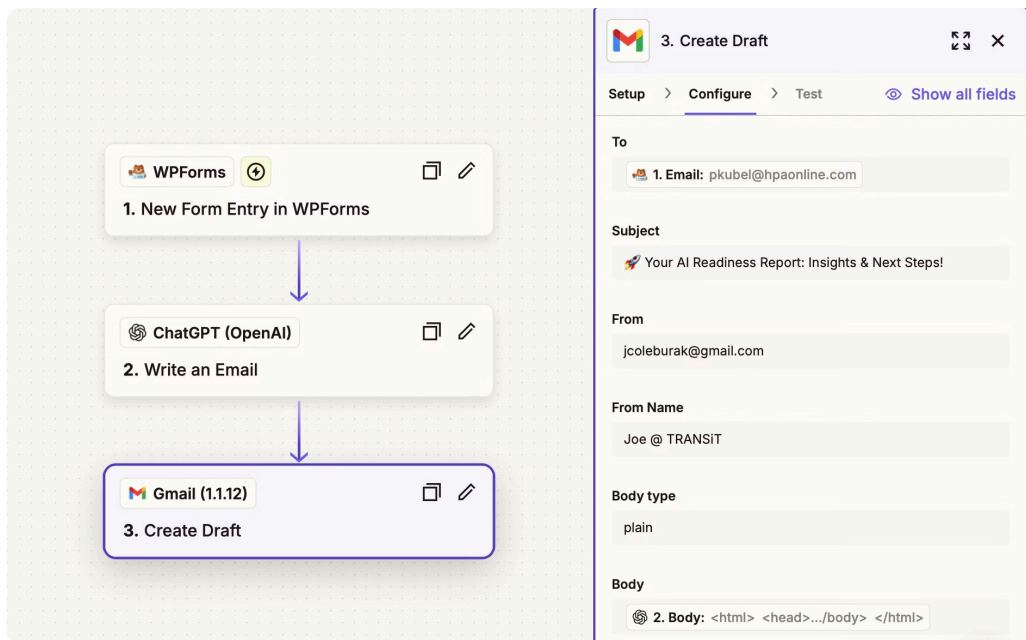 WPForms
1. New Form Entry in WPForms
ChatGPT (OpenAI)
2. Write an Email
Gmail (1.1.12)
3. Create Draft
3. Create Draft
Setup > Configure > Test Show all fields
To
1. Email: pkubel@hpaonline.com
Subject
🚀 Your AI Readiness Report: Insights & Next Steps!
From
jcoleburak@gmail.com
From Name
Joe @ TRANSiT
Body type
plain
Body
2. Body: <html> <head>.../body> </html>